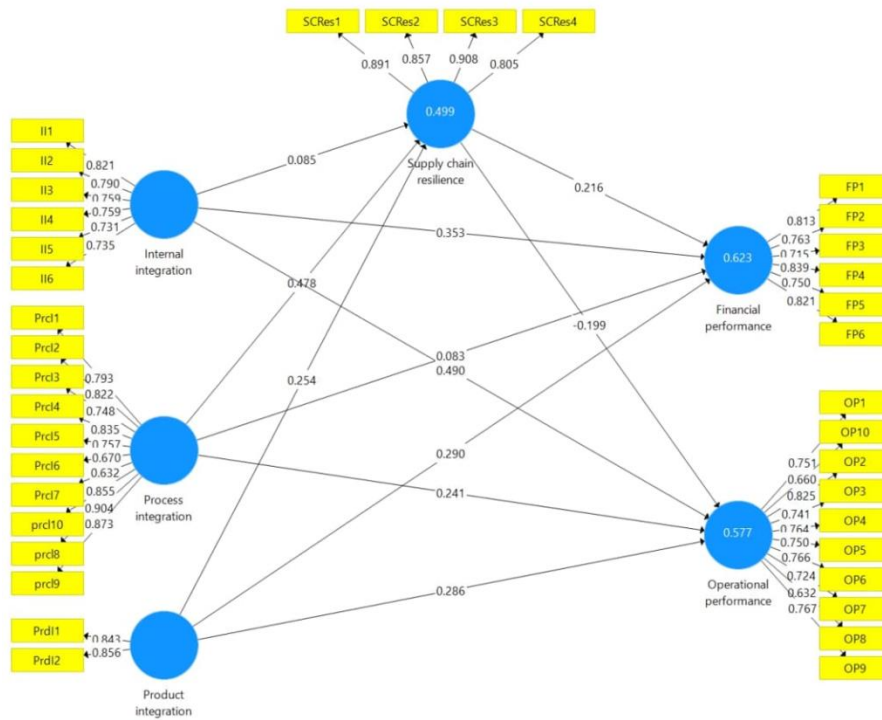 SCRes1
SCRes2
SCRes3
SCRes4
0.891
0.857
0.908
0.805
0.499
Supply chain
resilience
II1
II2
II3
II4
II5
II6
0.821
0.790
0.759
0.759
0.731
0.735
Internal
integration
0.085
0.216
0.353
0.478
0.083
0.490
-0.199
0.254
0.290
0.241
0.286
FP1
FP2
FP3
FP4
FP5
FP6
0.813
0.763
0.715
0.839
0.750
0.821
0.623
Financial
performance
PrcI1
PrcI2
PrcI3
PrcI4
PrcI5
PrcI6
PrcI7
prcI10
prcI8
prcI9
0.793
0.822
0.748
0.835
0.757
0.670
0.632
0.855
0.904
0.873
Process
integration
OP1
OP10
OP2
OP3
OP4
OP5
OP6
OP7
OP8
OP9
0.751
0.660
0.825
0.741
0.764
0.750
0.766
0.724
0.632
0.767
0.577
Operational
performance
PrdI1
PrdI2
0.843
0.856
Product
integration